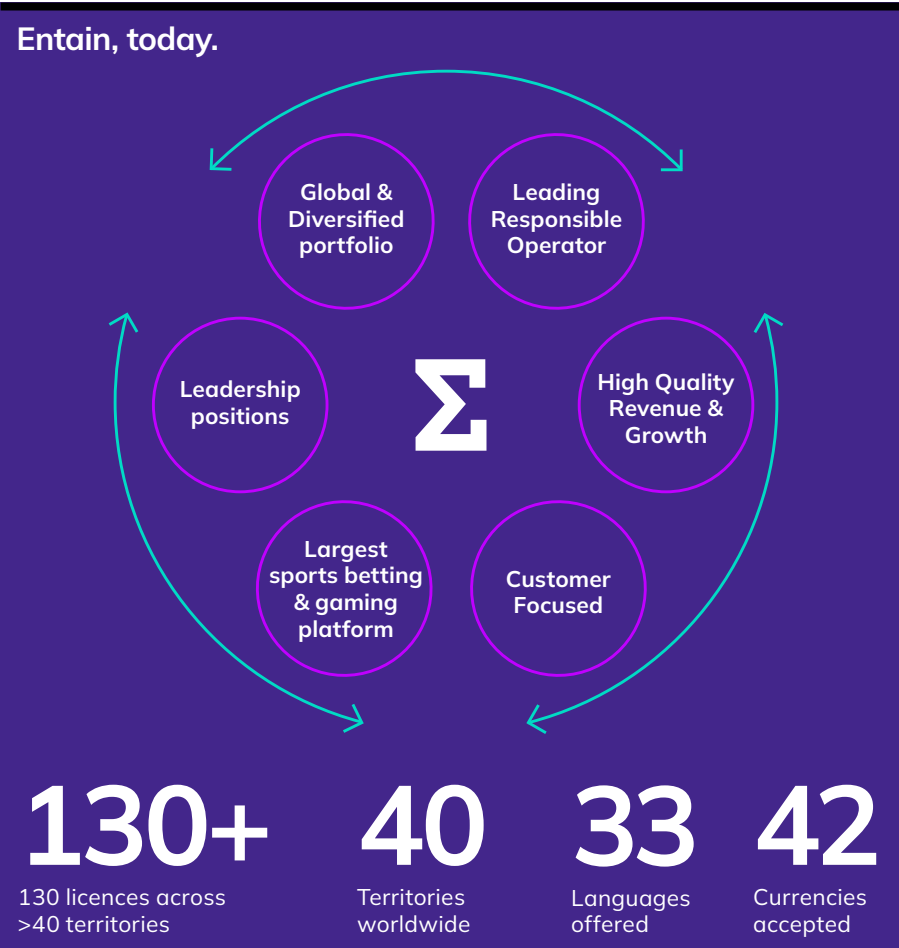 Entain, today.
Global &
Diversified
portfolio
Leading
Responsible
Operator
Leadership
positions
Σ
High Quality
Revenue &
Growth
Largest
sports betting
& gaming
platform
Customer
Focused
130+
130 licences across
>40 territories
40
Territories
worldwide
33
Languages
offered
42
Currencies
accepted